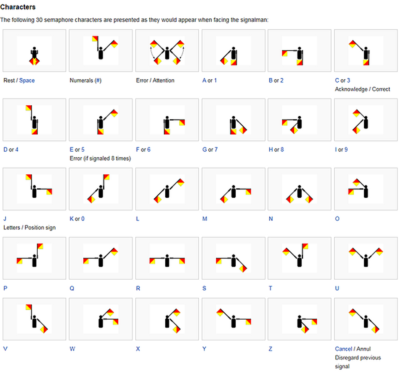 Characters
The following 30 semaphore characters are presented as they would appear when facing the signalman:
Rest / Space
Numerals (#)
Error / Attention
A or 1
B or 2
C or 3
Acknowledge / Correct
D or 4
E or 5
Error (if signaled 8 times)
F or 6
G or 7
H or 8
I or 9
J
Letters / Position sign
K or 0
L
M
N
O
P
Q
R
S
T
U
V
W
X
Y
Z
Cancel / Annul
Disregard previous
signal